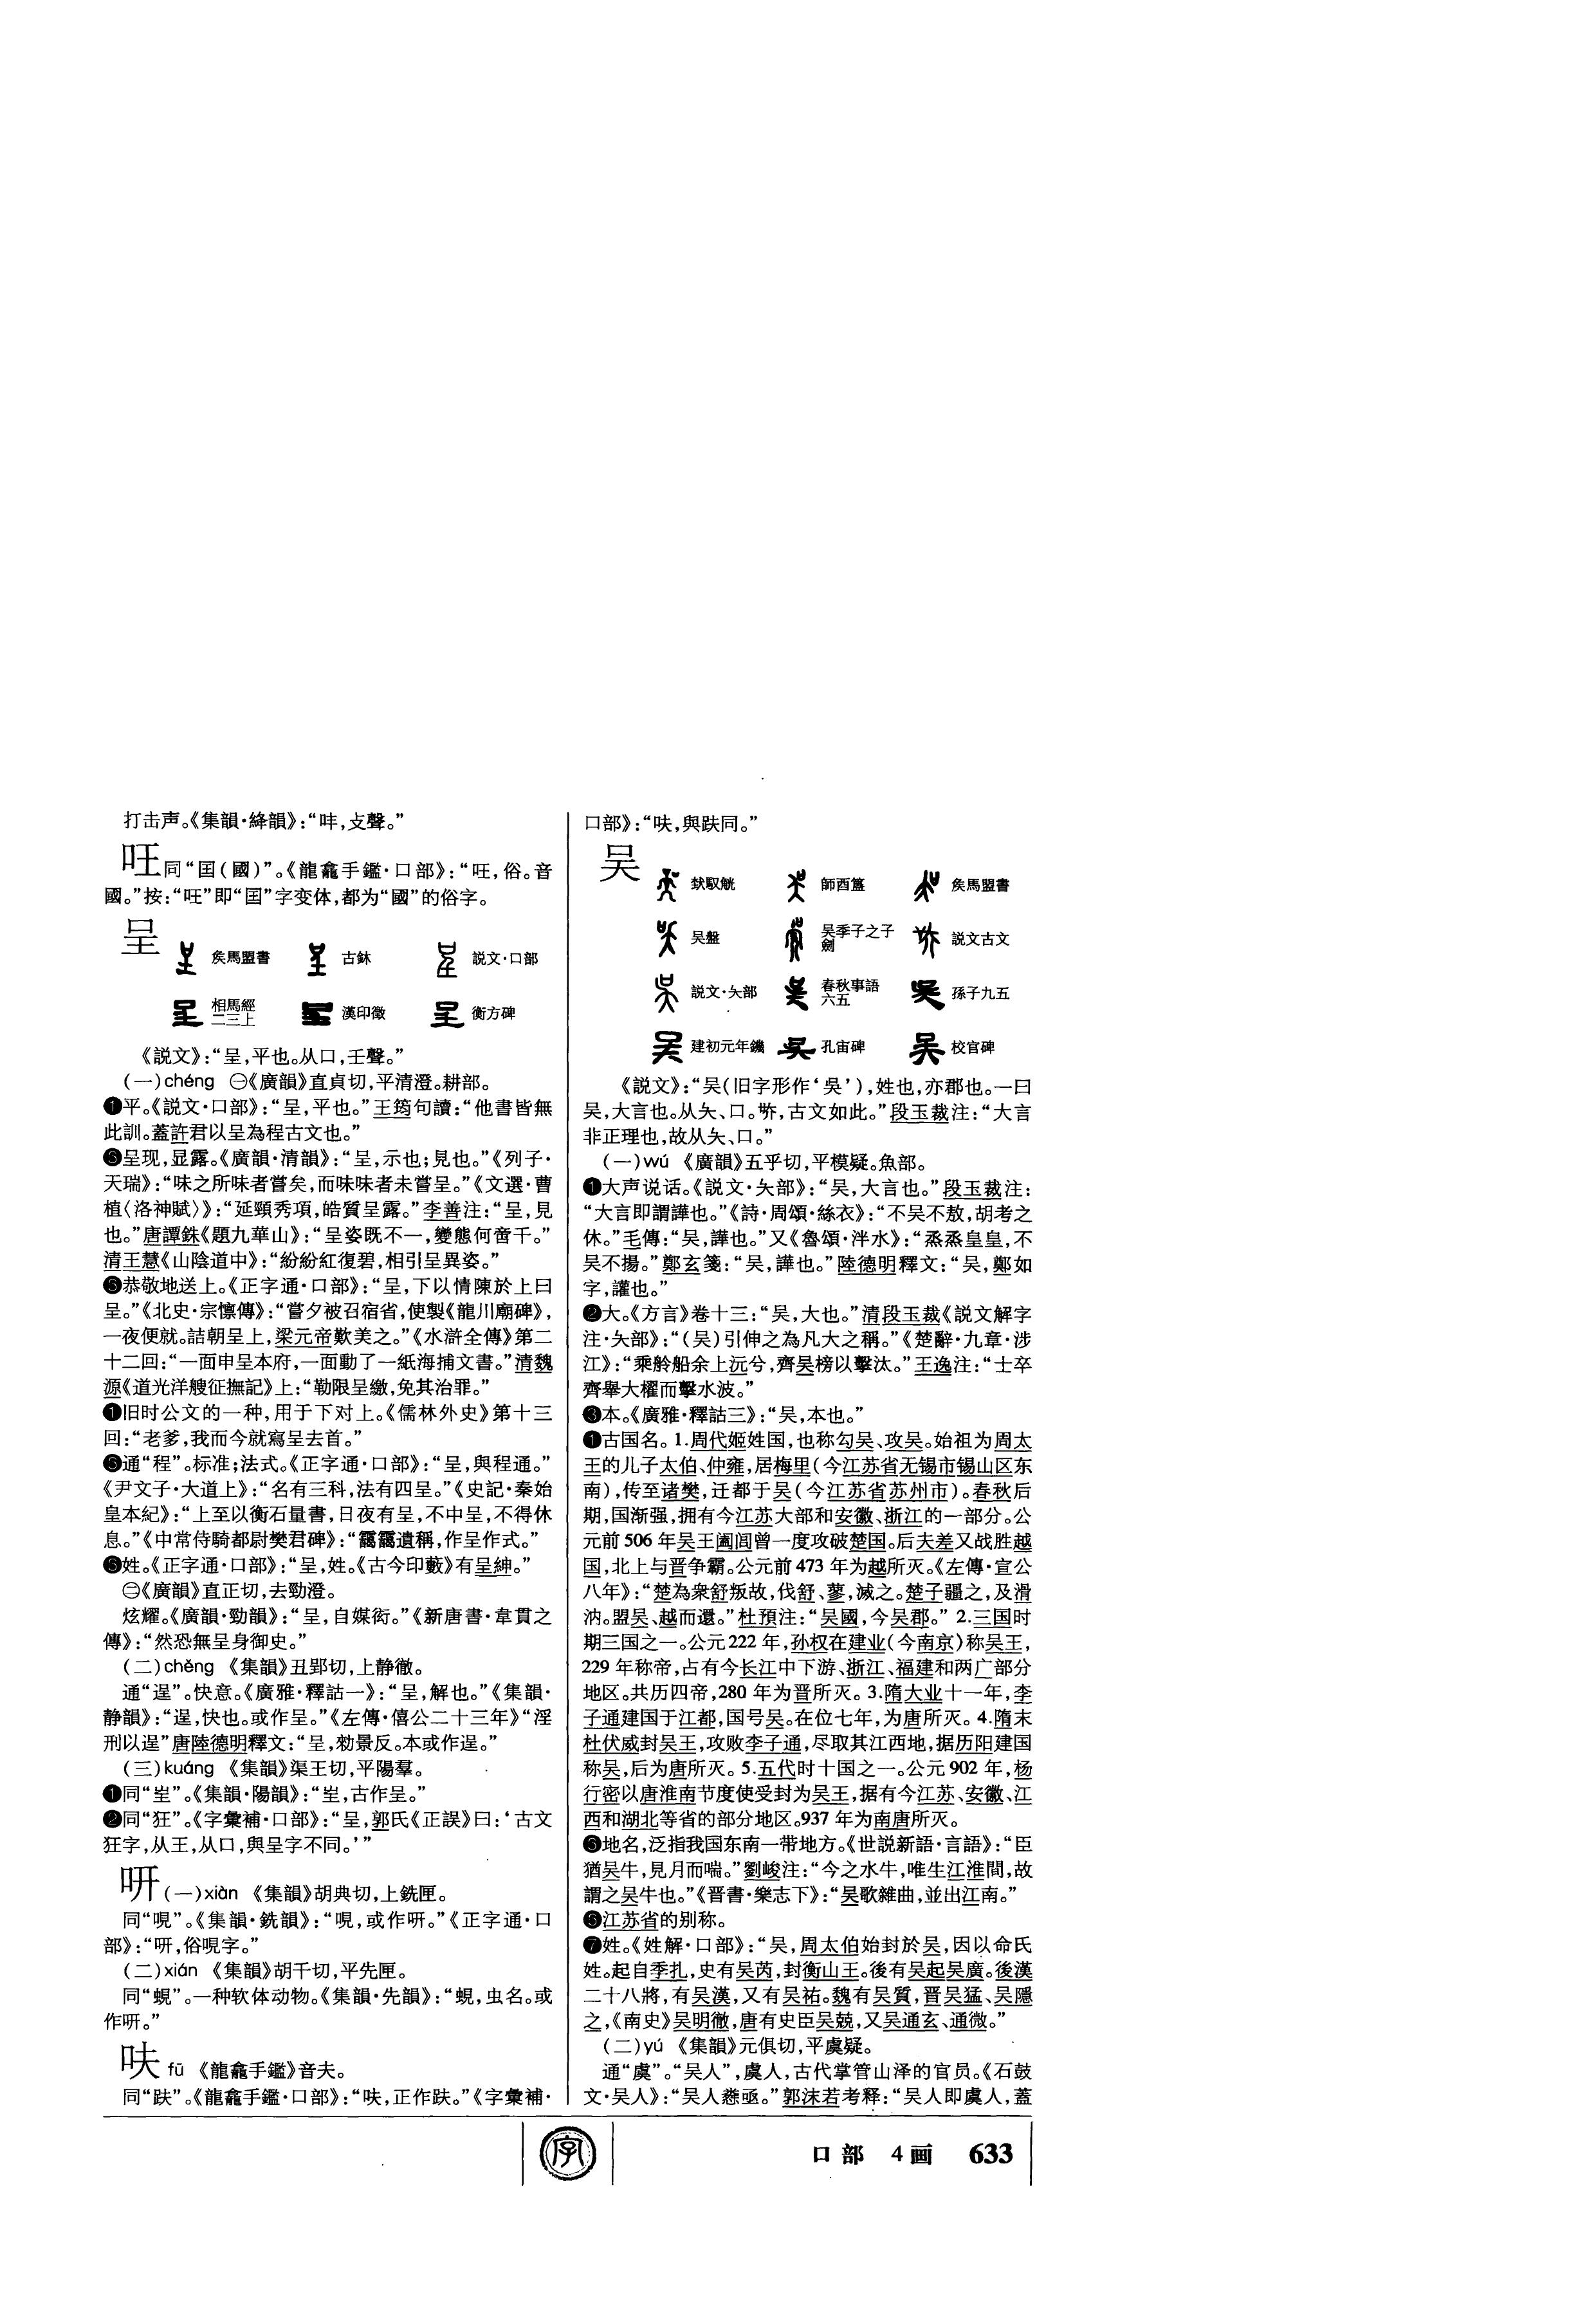 打击声。《集韻·絳韻》：“㕩，攴聲。”
㕵同“囯（國）”。《龍龕手鑑·口部》：“㕵，俗。音
國。”按：“㕵”即“囯”字变体，都为“國”的俗字。
呈
矦馬盟書 古鉨 説文·口部
相馬經二三上 漢印徵 衡方碑
《説文》：“呈，平也。从口，𡈼聲。”
（一）chéng ㊀《廣韻》直貞切，平清澄。耕部。
❶平。《説文·口部》：“呈，平也。”王筠句讀：“他書皆無
此訓。蓋許君以呈為程古文也。”
呈现，显露。《廣韻·清韻》：“呈，示也；見也。”《列子·
天瑞》：“味之所味者嘗矣，而味味者未嘗呈。”《文選·曹
植〈洛神賦〉》：“延頸秀項，皓質呈露。”李善注：“呈，見
也。”唐譚銖《題九華山》：“呈姿既不一，變態何啻千。”
清王慧《山陰道中》：“紛紛紅復碧，相引呈異姿。”
恭敬地送上。《正字通·口部》：“呈，下以情陳於上曰
呈。”《北史·宗懍傳》：“嘗夕被召宿省，使製《龍川廟碑》，
一夜便就。詰朝呈上，梁元帝歎美之。”《水滸全傳》第二
十二回：“一面申呈本府，一面動了一紙海捕文書。”清魏
源《道光洋艘征撫記》上：“勒限呈繳，免其治罪。”
❶旧时公文的一种，用于下对上。《儒林外史》第十三
回：“老爹，我而今就寫呈去首。”
❺通“程”。标准；法式。《正字通·口部》：“呈，與程通。”
《尹文子·大道上》：“名有三科，法有四呈。”《史記·秦始
皇本紀》：“上至以衡石量書，日夜有呈，不中呈，不得休
息。”《中常侍騎都尉樊君碑》：“遺稱，作呈作式。”
❻姓。《正字通·口部》：“呈，姓。《古今印藪》有呈紳。”
㊁《廣韻》直正切，去勁澄。
炫耀。《廣韻·勁韻》：“呈，自媒衒。”《新唐書·韋貫之
傳》：“然恐無呈身御史。”
（二）chěng 《集韻》丑郢切，上静徹。
通“逞”。快意。《廣雅·釋詁一》：“呈，解也。”《集韻·
静韻》：“逞，快也。或作呈。”《左傳·僖公二十三年》“淫
刑以逞”唐陸德明釋文：“呈，勑景反。本或作逞。”
（三）kuáng 《集韻》渠王切，平陽羣。
❶同“㞷”。《集韻·陽韻》：“㞷，古作呈。”
❷同“狂”。《字彙補·口部》：“呈，郭氏《正誤》曰：‘古文
狂字，从王，从口，與呈字不同。’”
㖄（一）xiàn 《集韻》胡典切，上銑匣。
同“哯”。《集韻·銑韻》：“哯，或作㖄。”《正字通·口
部》：“㖄，俗哯字。”
（二）xián 《集韻》胡千切，平先匣。
同“蜆”。一种软体动物。《集韻·先韻》：“蜆，虫名。或
作㖄。”
呋 fū 《龍龕手鑑》音夫。
同“趺”。《龍龕手鑑·口部》：“呋，正作趺。”《字彙補·
口部》：“呋，與趺同。”
吴
㺇馭觥 師酉簋 矦馬盟書
吴盤 吴季子之子劍 説文古文
説文·夨部 春秋事語六五 孫子九五
建初元年鐖 孔宙碑 校官碑
《説文》：“吴（旧字形作‘吳’），姓也，亦郡也。一曰
吴，大言也。从夨、口。㕦，古文如此。”段玉裁注：“大言
非正理也，故从夨、口。”
（一）wú 《廣韻》五乎切，平模疑。魚部。
❶大声说话。《説文·夨部》：“吴，大言也。”段玉裁注：
“大言即謂譁也。”《詩·周頌·絲衣》：“不吴不敖，胡考之
休。”毛傳：“吴，譁也。”又《魯頌·泮水》：“烝烝皇皇，不
吴不揚。”鄭玄箋：“吴，譁也。”陸德明釋文：“吴，鄭如
字，讙也。”
❷大。《方言》卷十三：“吴，大也。”清段玉裁《説文解字
注·夨部》：“（吴）引伸之為凡大之稱。”《楚辭·九章·涉
江》：“乘舲船余上沅兮，齊吴榜以擊汰。”王逸注：“士卒
齊舉大櫂而擊水波。”
❸本。《廣雅·釋詁三》：“吴，本也。”
❶古国名。1.周代姬姓国，也称勾吴、攻吴。始祖为周太
王的儿子太伯、仲雍，居梅里（今江苏省无锡市锡山区东
南），传至诸樊，迁都于吴（今江苏省苏州市）。春秋后
期，国渐强，拥有今江苏大部和安徽、浙江的一部分。公
元前506年吴王阖闾曾一度攻破楚国。后夫差又战胜越
国，北上与晋争霸。公元前473年为越所灭。《左傳·宣公
八年》：“楚為衆舒叛故，伐舒、蓼，滅之。楚子疆之，及滑
汭。盟吴、越而還。”杜預注：“吴國，今吴郡。”2.三国时
期三国之一。公元222年，孙权在建业（今南京）称吴王，
229年称帝，占有今长江中下游、浙江、福建和两广部分
地区。共历四帝，280年为晋所灭。3.隋大业十一年，李
子通建国于江都，国号吴。在位七年，为唐所灭。4.隋末
杜伏威封吴王，攻败李子通，尽取其江西地，据历阳建国
称吴，后为唐所灭。5.五代时十国之一。公元902年，杨
行密以唐淮南节度使受封为吴王，据有今江苏、安徽、江
西和湖北等省的部分地区。937年为南唐所灭。
❺地名，泛指我国东南一带地方。《世説新語·言語》：“臣
猶吴牛，見月而喘。”劉峻注：“今之水牛，唯生江淮間，故
謂之吴牛也。”《晋書·樂志下》：“吴歌雜曲，並出江南。”
江苏省的别称。
❼姓。《姓解·口部》：“吴，周太伯始封於吴，因以命氏
姓。起自季扎，史有吴芮，封衡山王。後有吴起吴廣。後漢
二十八將，有吴漢，又有吴祐。魏有吴質，晋吴猛、吴隱
之，《南史》吴明徹，唐有史臣吴兢，又吴通玄、通微。”
（二）yú 《集韻》元俱切，平虞疑。
通“虞”。“吴人”，虞人，古代掌管山泽的官员。《石鼓
文·吴人》：“吴人㦣亟。”郭沫若考释：“吴人即虞人，蓋
字
口部 4画 633